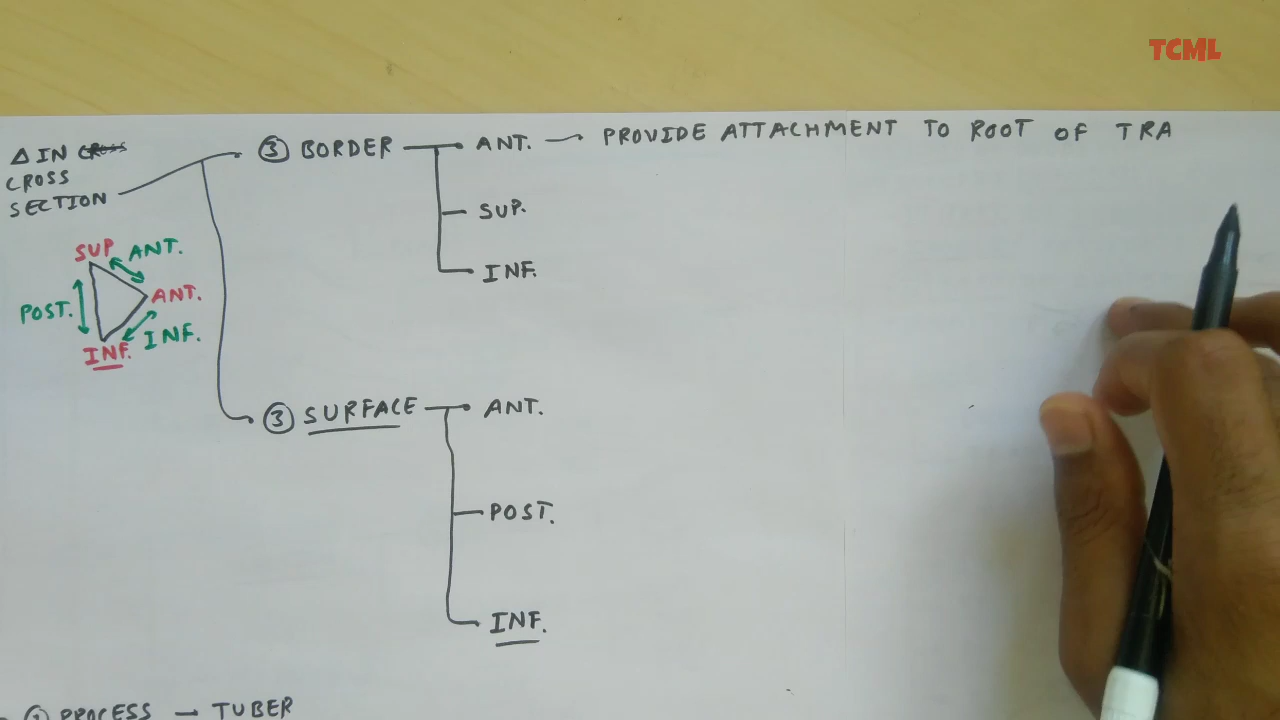 TCML
Δ IN CROSS
CROSS
SECTION
③ BORDER
ANT. → PROVIDE ATTACHMENT TO ROOT OF TRA
SUP.
INF.
SUP ANT.
POST. ANT.
INF. INF.
③ SURFACE
ANT.
POST.
INF.
PROCESS → TUBER